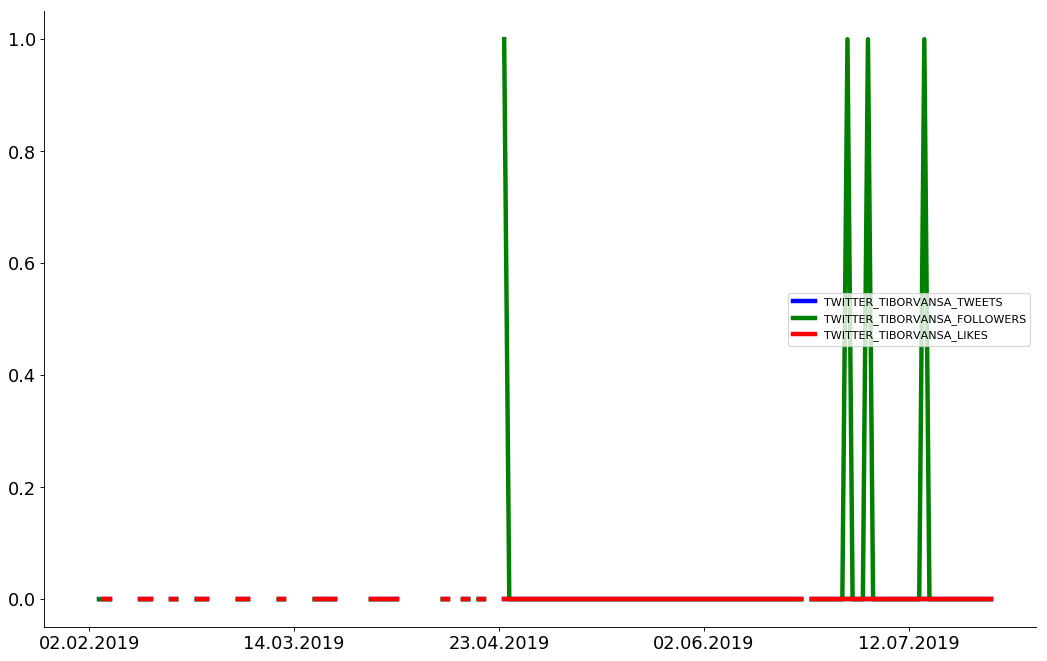 1.0
0.8
0.6
0.4
0.2
0.0
TWITTER_TIBORVANSA_TWEETS
TWITTER_TIBORVANSA_FOLLOWERS
TWITTER_TIBORVANSA_LIKES
02.02.2019 14.03.2019 23.04.2019 02.06.2019 12.07.2019